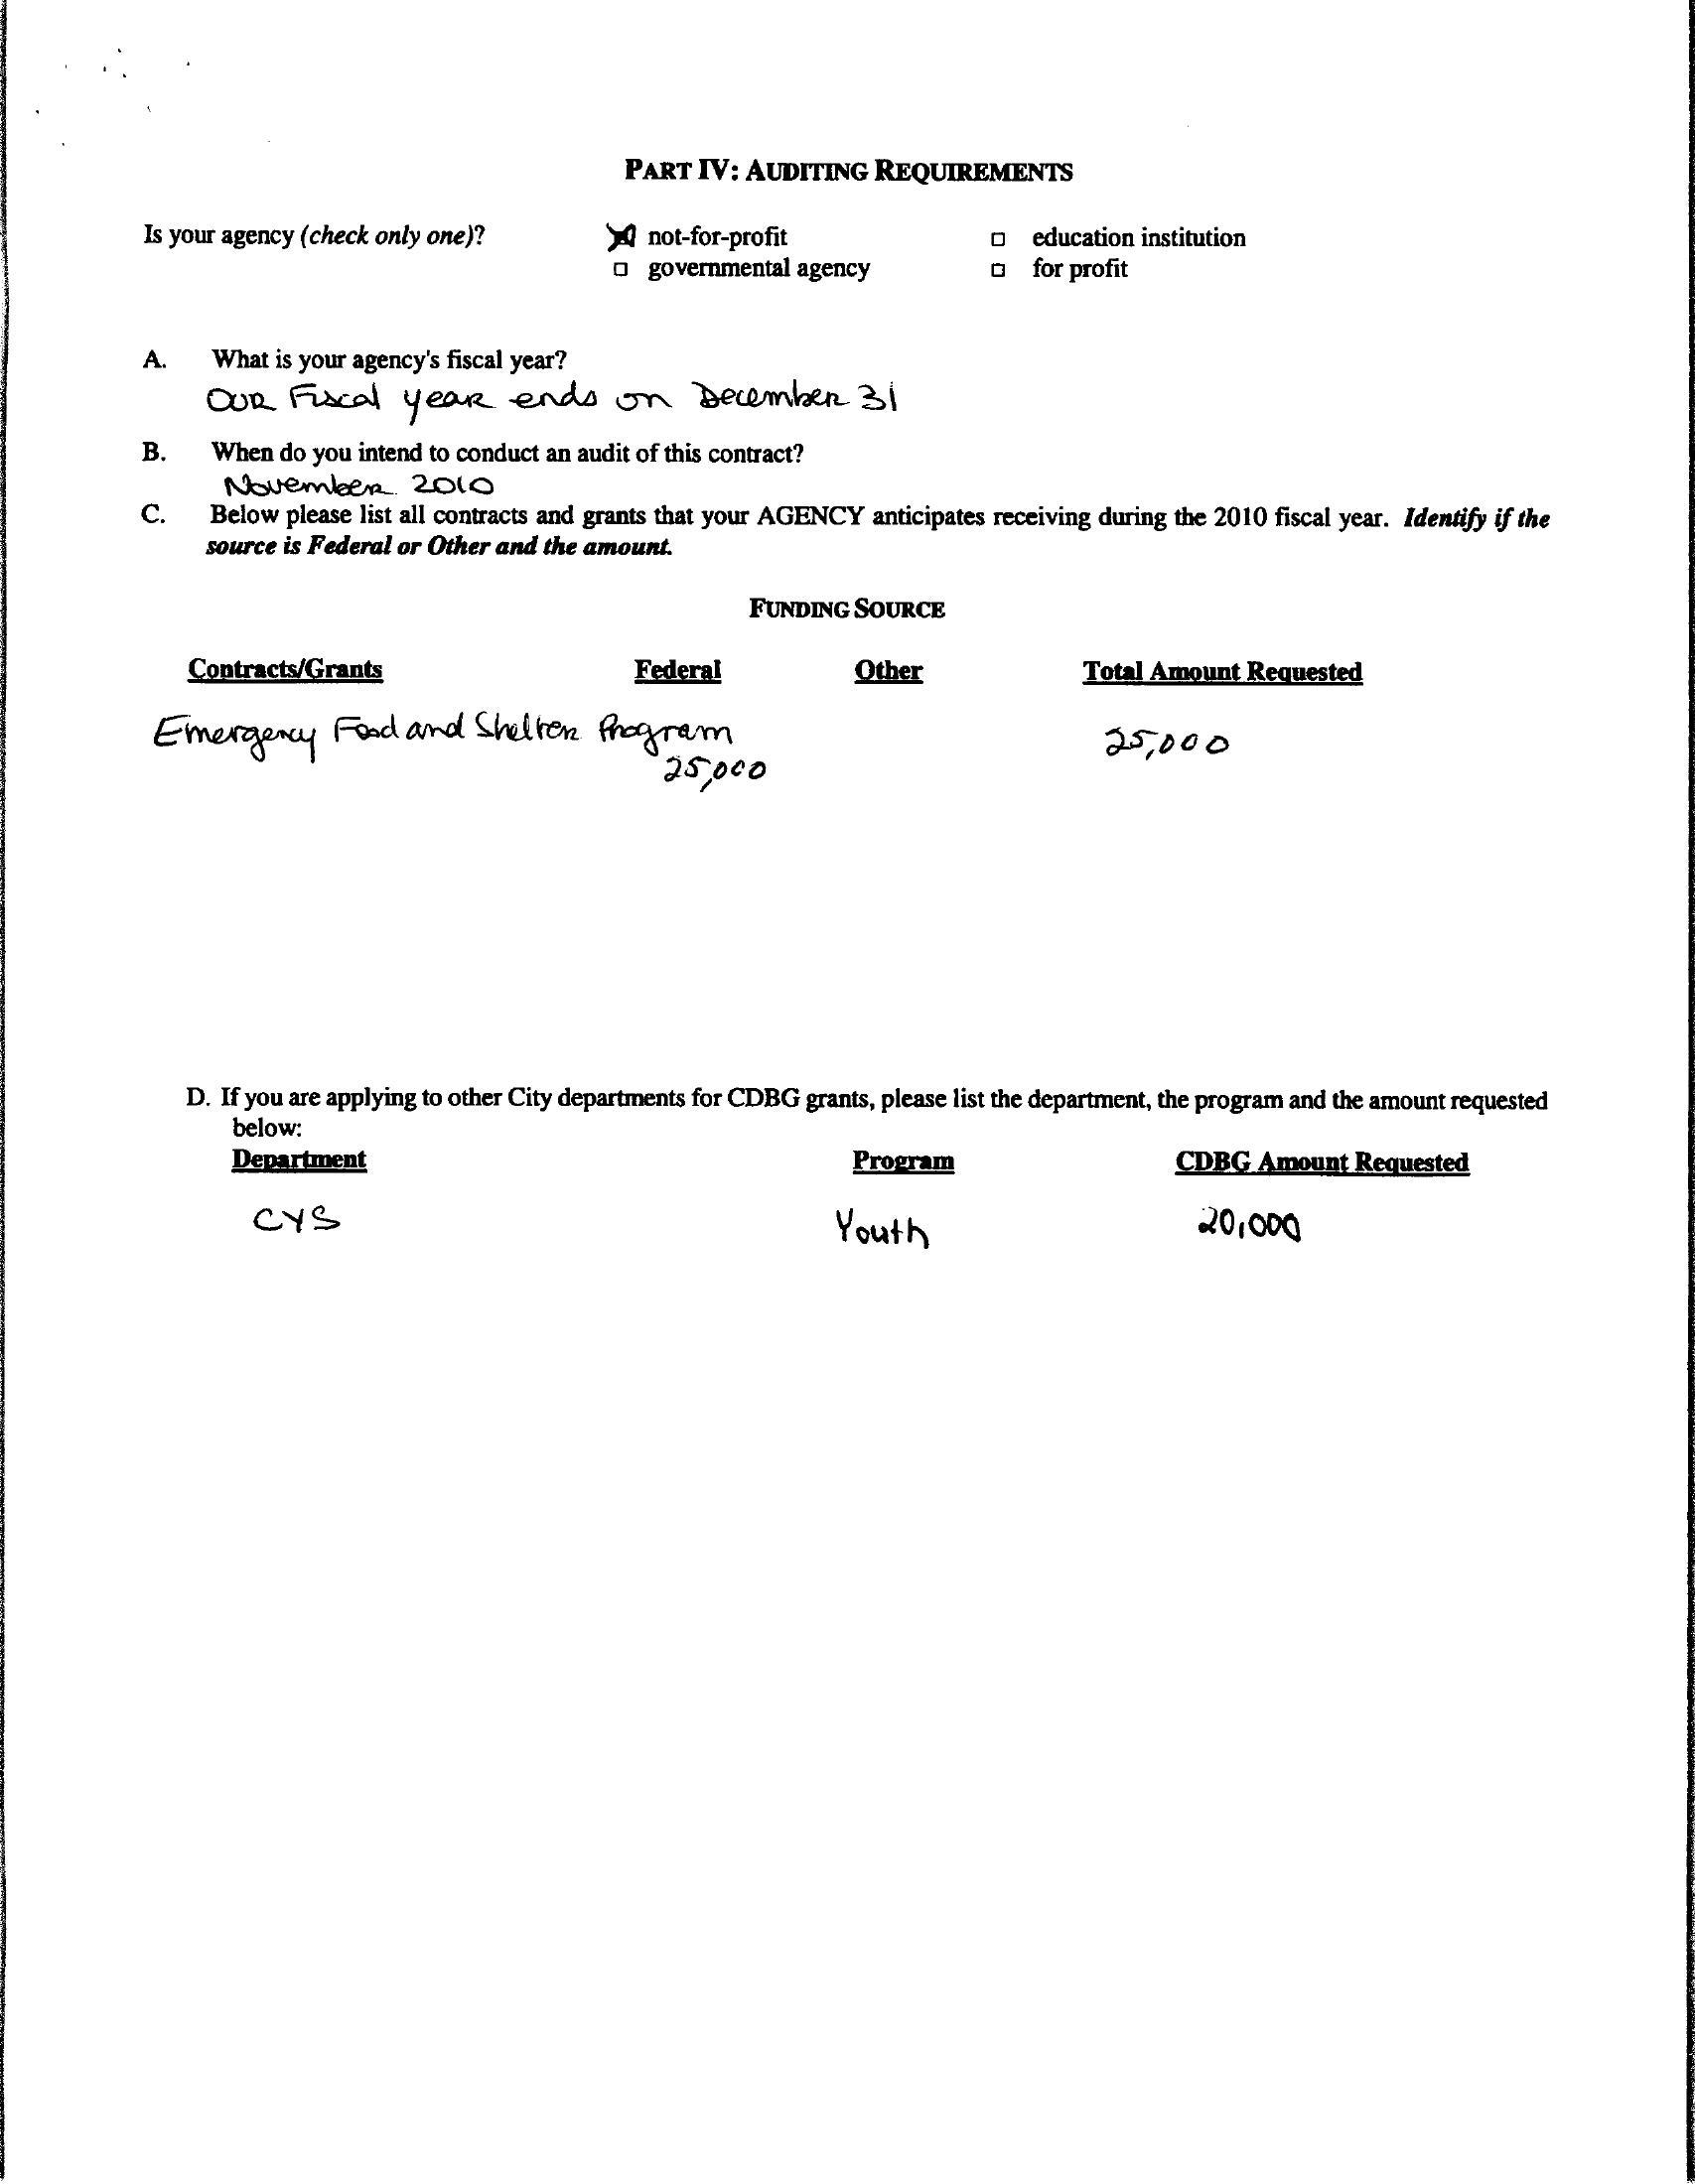 PART IV: AUDITING REQUIREMENTS
Is your agency (check only one)? not-for-profit education institution
governmental agency for profit
A. What is your agency's fiscal year?
Our Fiscal year ends on December 31
B. When do you intend to conduct an audit of this contract?
November 2010
C. Below please list all contracts and grants that your AGENCY anticipates receiving during the 2010 fiscal year. Identify if the
source is Federal or Other and the amount.
FUNDING SOURCE
Contracts/Grants Federal Other Total Amount Requested
Emergency Food and Shelter Program 25,000
25,000
D. If you are applying to other City departments for CDBG grants, please list the department, the program and the amount requested
below:
Department Program CDBG Amount Requested
CYS Youth 20,000